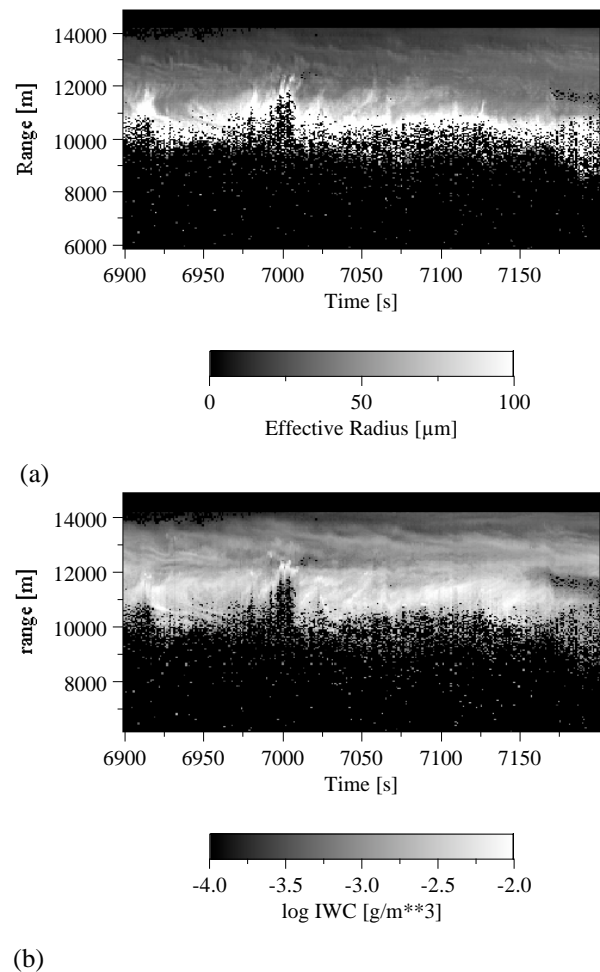 14000
12000
10000
8000
6000
Range [m]
6900 6950 7000 7050 7100 7150
Time [s]
0 50 100
Effective Radius [µm]
(a)
14000
12000
10000
8000
range [m]
6900 6950 7000 7050 7100 7150
Time [s]
-4.0 -3.5 -3.0 -2.5 -2.0
log IWC [g/m**3]
(b)